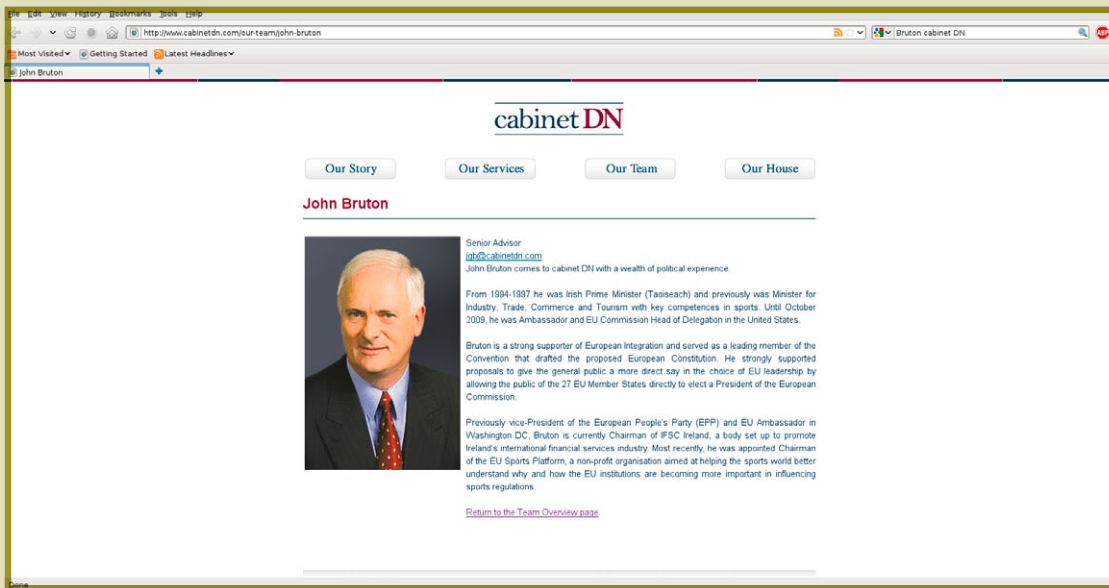 File Edit View History Bookmarks Tools Help
http://www.cabinetdn.com/our-team/john-bruton
Bruton cabinet DN
ABP
Most Visited Getting Started Latest Headlines
John Bruton
cabinet DN
Our Story Our Services Our Team Our House
John Bruton
Senior Advisor
jgb@cabinetdn.com
John Bruton comes to cabinet DN with a wealth of political experience.
From 1994-1997 he was Irish Prime Minister (Taoiseach) and previously was Minister for
Industry, Trade, Commerce and Tourism with key competences in sports. Until October
2009, he was Ambassador and EU Commission Head of Delegation in the United States.
Bruton is a strong supporter of European Integration and served as a leading member of the
Convention that drafted the proposed European Constitution. He strongly supported
proposals to give the general public a more direct say in the choice of EU leadership by
allowing the public of the 27 EU Member States directly to elect a President of the European
Commission.
Previously vice-President of the European People's Party (EPP) and EU Ambassador in
Washington DC, Bruton is currently Chairman of IFSC Ireland, a body set up to promote
Ireland's international financial services industry. Most recently, he was appointed Chairman
of the EU Sports Platform, a non-profit organisation aimed at helping the sports world better
understand why and how the EU institutions are becoming more important in influencing
sports regulations.
Return to the Team Overview page
Done